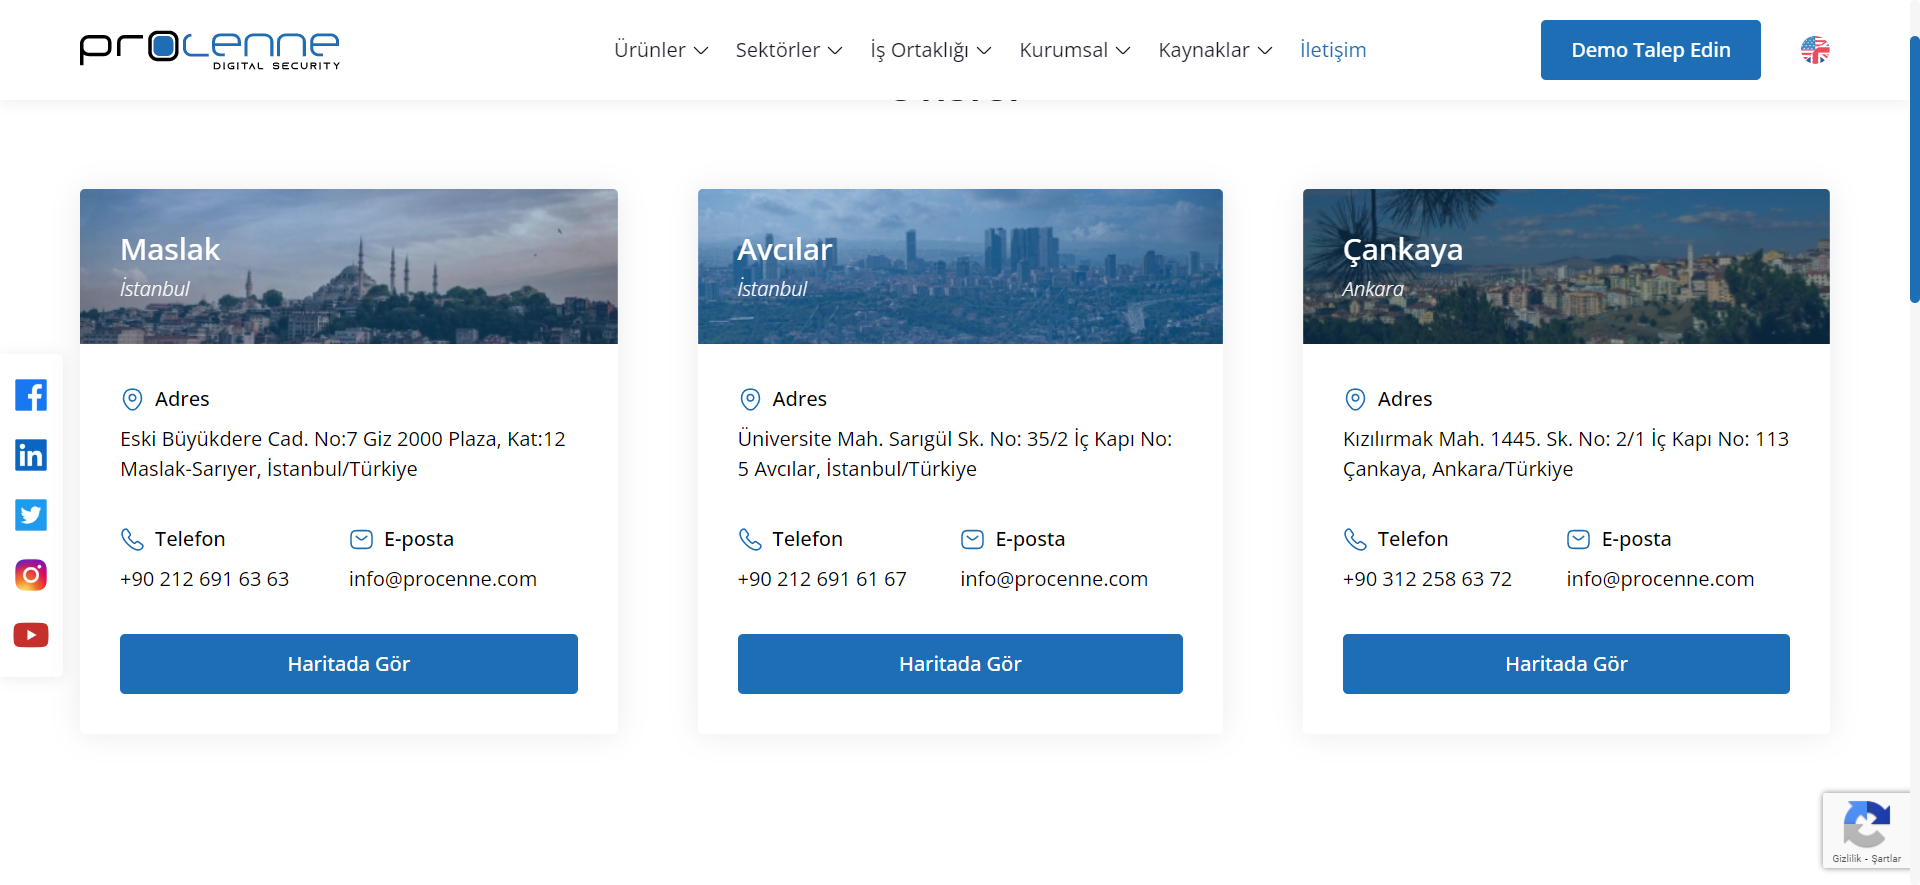 procenne
DIGITAL SECURITY
Ürünler
Sektörler
İş Ortaklığı
Kurumsal
Kaynaklar
İletişim
Demo Talep Edin
Maslak
İstanbul
Adres
Eski Büyükdere Cad. No:7 Giz 2000 Plaza, Kat:12
Maslak-Sarıyer, İstanbul/Türkiye
Telefon
+90 212 691 63 63
E-posta
info@procenne.com
Haritada Gör
Avcılar
İstanbul
Adres
Üniversite Mah. Sarıgül Sk. No: 35/2 İç Kapı No:
5 Avcılar, İstanbul/Türkiye
Telefon
+90 212 691 61 67
E-posta
info@procenne.com
Haritada Gör
Çankaya
Ankara
Adres
Kızılırmak Mah. 1445. Sk. No: 2/1 İç Kapı No: 113
Çankaya, Ankara/Türkiye
Telefon
+90 312 258 63 72
E-posta
info@procenne.com
Haritada Gör
Gizlilik - Şartlar